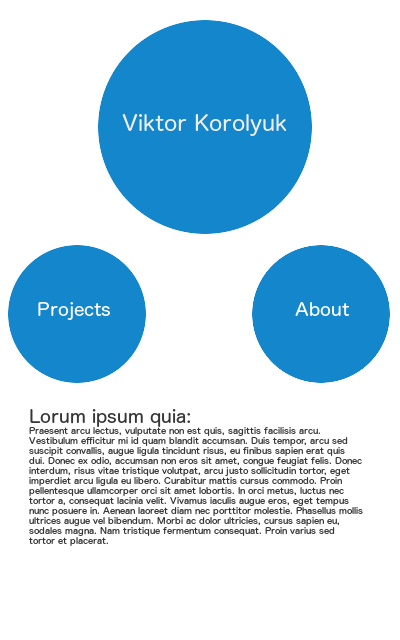 Viktor Korolyuk
Projects
About
Lorum ipsum quia:
Praesent arcu lectus, vulputate non est quis, sagittis facilisis arcu.
Vestibulum efficitur mi id quam blandit accumsan. Duis tempor, arcu sed
suscipit convallis, augue ligula tincidunt risus, eu finibus sapien erat quis
dui. Donec ex odio, accumsan non eros sit amet, congue feugiat felis. Donec
interdum, risus vitae tristique volutpat, arcu justo sollicitudin tortor, eget
imperdiet arcu ligula eu libero. Curabitur mattis cursus commodo. Proin
pellentesque ullamcorper orci sit amet lobortis. In orci metus, luctus nec
tortor a, consequat lacinia velit. Vivamus iaculis augue eros, eget tempus
nunc posuere in. Aenean laoreet diam nec porttitor molestie. Phasellus mollis
ultrices augue vel bibendum. Morbi ac dolor ultricies, cursus sapien eu,
sodales magna. Nam tristique fermentum consequat. Proin varius sed
tortor et placerat.